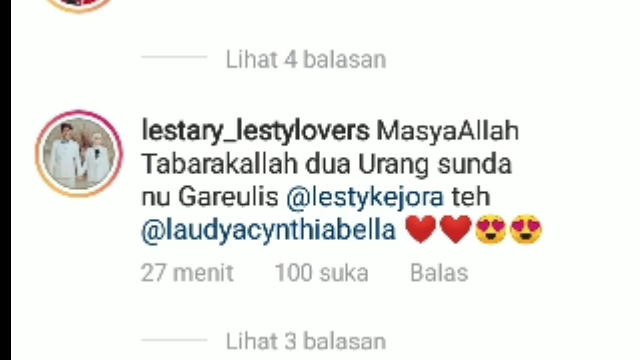 Lihat 4 balasan
lestary_lestylovers MasyaAllah
Tabarakallah dua Urang sunda
nu Gareulis @lestykejora teh
@laudyacynthiabella ❤️❤️😍😍
27 menit 100 suka Balas
Lihat 3 balasan